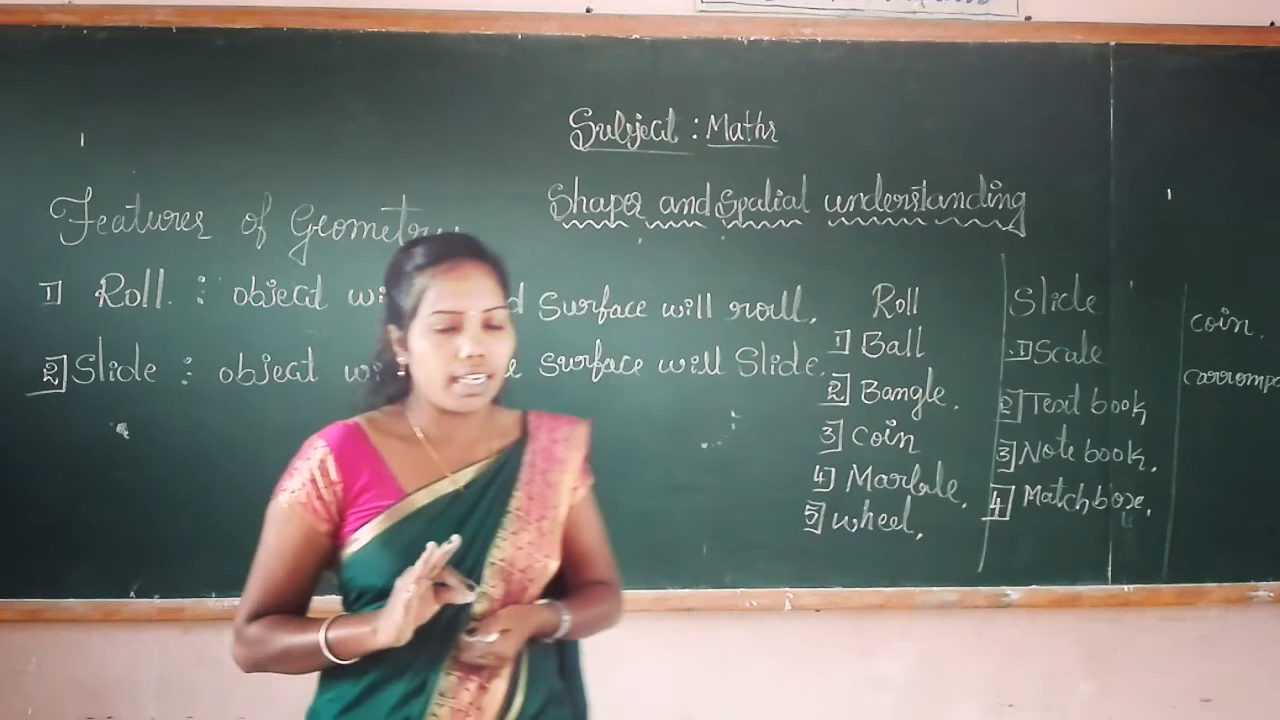 Subject : Maths
Shapes and Spatial understanding
Features of Geometry
1] Roll : object wi d Surface will roll.
2] Slide : object wi e surface will Slide.
Roll
1] Ball
2] Bangle.
3] Coin
4] Marble.
5] wheel.
Slide
1] Scale
2] Text book
3] Note book.
4] Matchbox.
coin.
carrompo